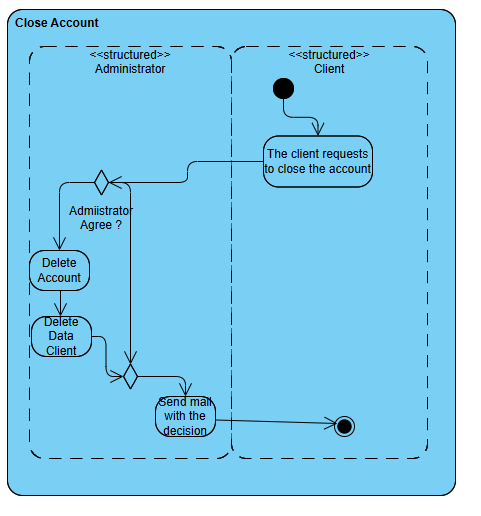 Close Account
<<structured>>
Administrator
<<structured>>
Client
The client requests
to close the account
Admiistrator
Agree ?
Delete
Account
Delete
Data
Client
Send mail
with the
decision